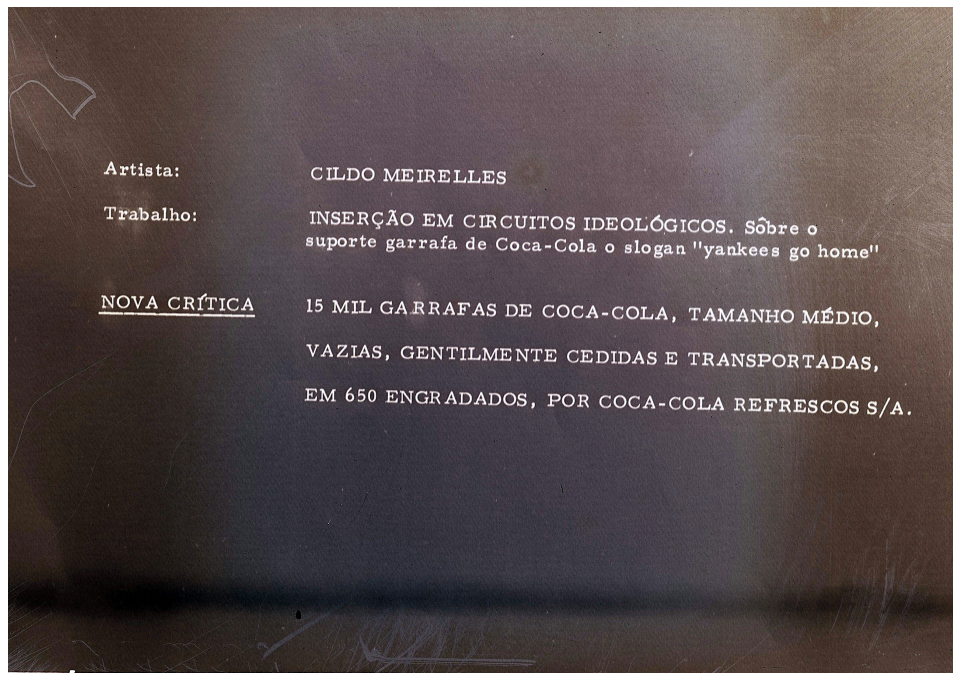 Artista: CILDO MEIRELLES
Trabalho: INSERÇÃO EM CIRCUITOS IDEOLÓGICOS. Sôbre o
suporte garrafa de Coca-Cola o slogan "yankees go home"
NOVA CRÍTICA 15 MIL GARRAFAS DE COCA-COLA, TAMANHO MÉDIO,
VAZIAS, GENTILMENTE CEDIDAS E TRANSPORTADAS,
EM 650 ENGRADADOS, POR COCA-COLA REFRESCOS S/A.